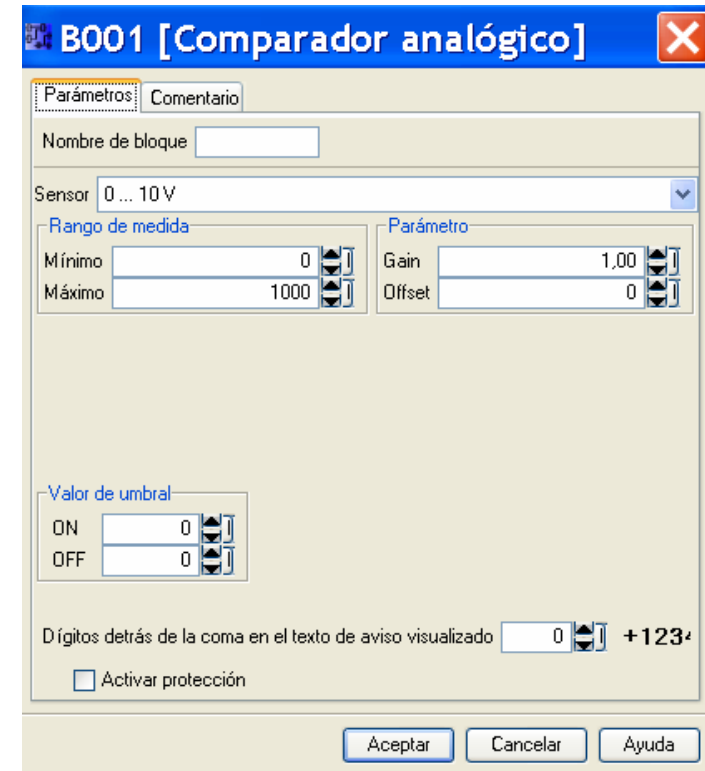 B001 [Comparador analógico]
Parámetros Comentario
Nombre de bloque
Sensor 0 ... 10 V
Rango de medida Parámetro
Mínimo 0 Gain 1,00
Máximo 1000 Offset 0
Valor de umbral
ON 0
OFF 0
Dígitos detrás de la coma en el texto de aviso visualizado 0 +123
Activar protección
Aceptar Cancelar Ayuda